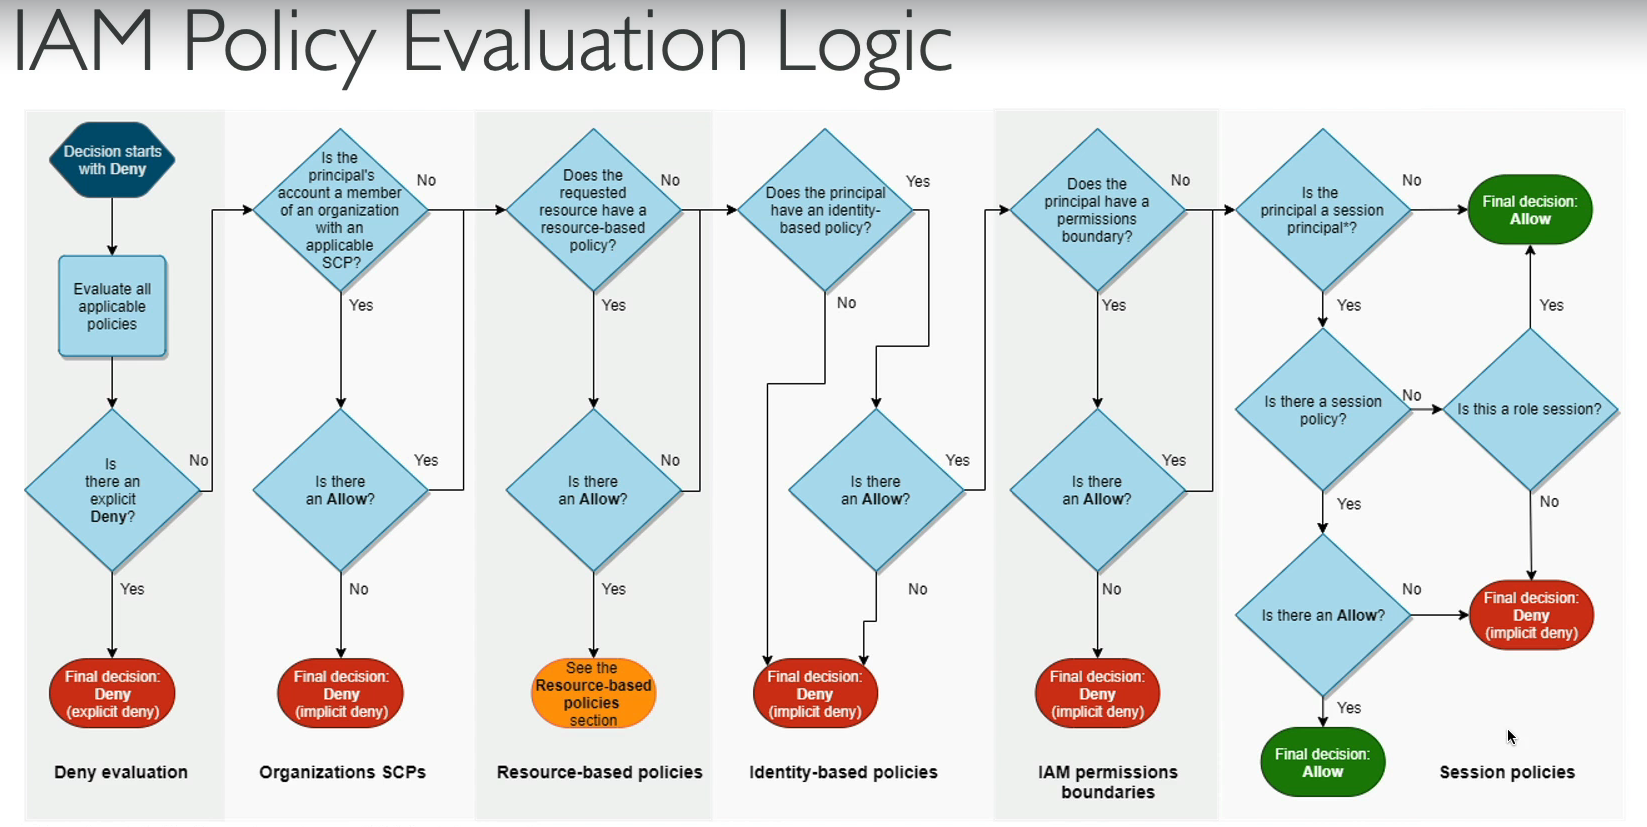 IAM Policy Evaluation Logic
Decision starts
with Deny
Evaluate all
applicable
policies
Is
there an
explicit
Deny?
No
Yes
Final decision:
Deny
(explicit deny)
Deny evaluation
Is the
principal's
account a member
of an organization
with an
applicable
SCP?
No
Yes
Is there
an Allow?
Yes
No
Final decision:
Deny
(implicit deny)
Organizations SCPs
Does the
requested
resource have a
resource-based
policy?
No
Yes
Is there
an Allow?
No
Yes
See the
Resource-based
policies
section
Resource-based policies
Does the principal
have an identity-
based policy?
Yes
No
Is there
an Allow?
Yes
No
Final decision:
Deny
(implicit deny)
Identity-based policies
Does the
principal have a
permissions
boundary?
No
Yes
Is there
an Allow?
Yes
No
Final decision:
Deny
(implicit deny)
IAM permissions
boundaries
Is the
principal a session
principal*?
No
Final decision:
Allow
Yes
Yes
Is there a session
policy?
No
Is this a role session?
Yes
No
Is there an Allow?
No
Final decision:
Deny
(implicit deny)
Yes
Final decision:
Allow
Session policies